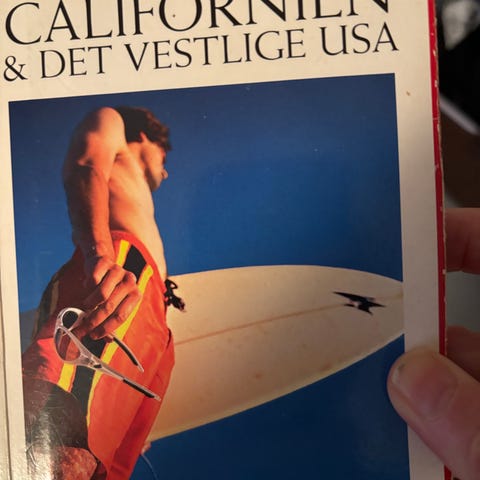 CALIFORNIEN
& DET VESTLIGE USA